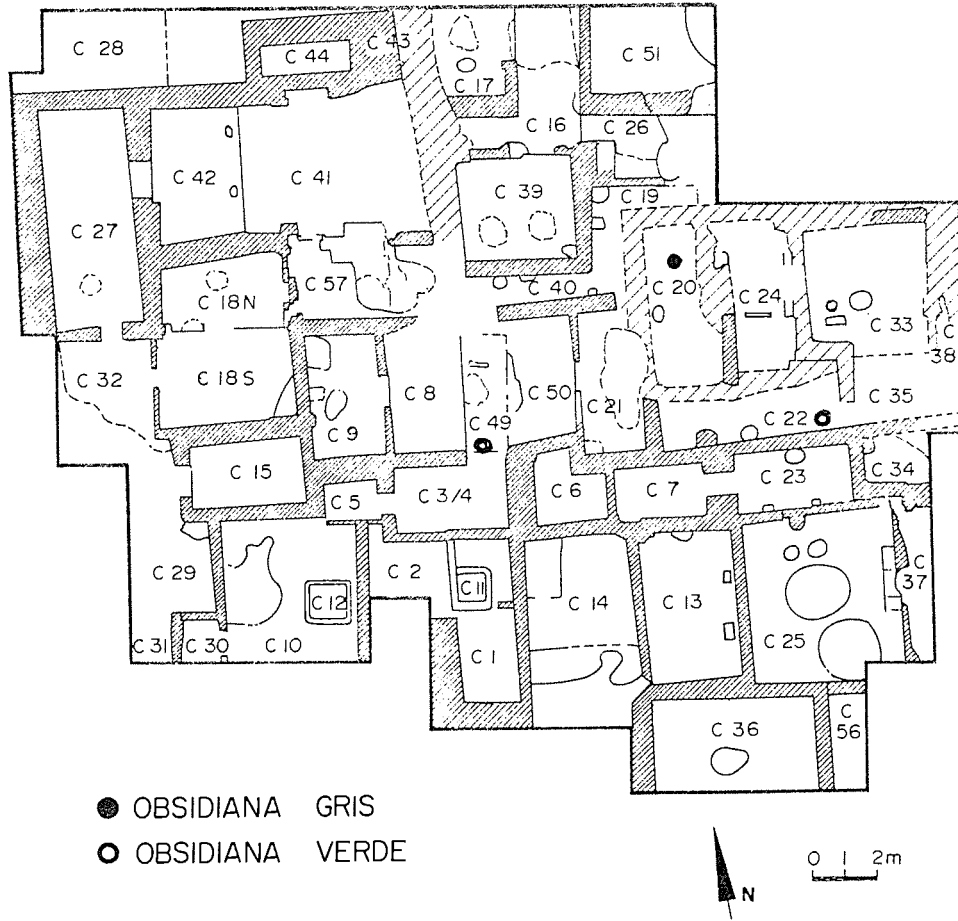 C 28
C 44
C 43
C 17
C 51
C 16
C 26
C 42
C 41
C 39
C 19
C 27
C 18N
C 57
C 40
C 20
C 24
C 33
C 38
C 32
C 18S
C 9
C 8
C 49
C 50
C 21
C 22
C 35
C 15
C 5
C 3/4
C 6
C 7
C 23
C 34
C 29
C 12
C 2
C 11
C 14
C 13
C 25
C 37
C 31
C 30
C 10
C 1
C 36
C 56
OBSIDIANA GRIS
OBSIDIANA VERDE
N
0 1 2m